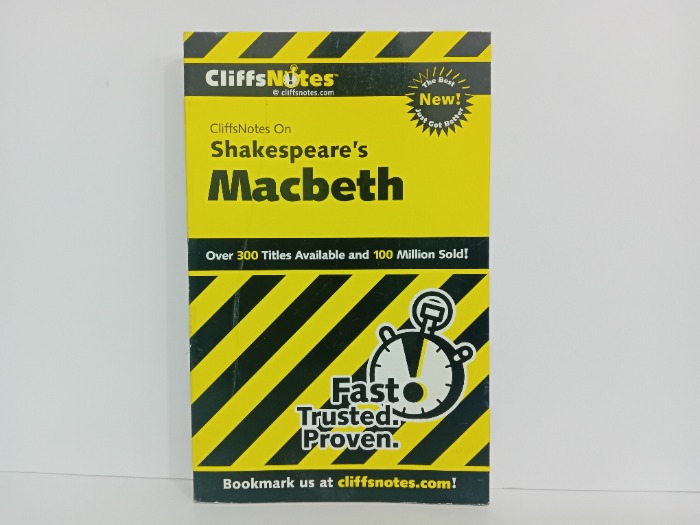 CliffsNotes™
@ cliffsnotes.com
The Best
New!
Just Got Better
CliffsNotes On
Shakespeare's
Macbeth
Over 300 Titles Available and 100 Million Sold!
Fast.
Trusted.
Proven.
Bookmark us at cliffsnotes.com!